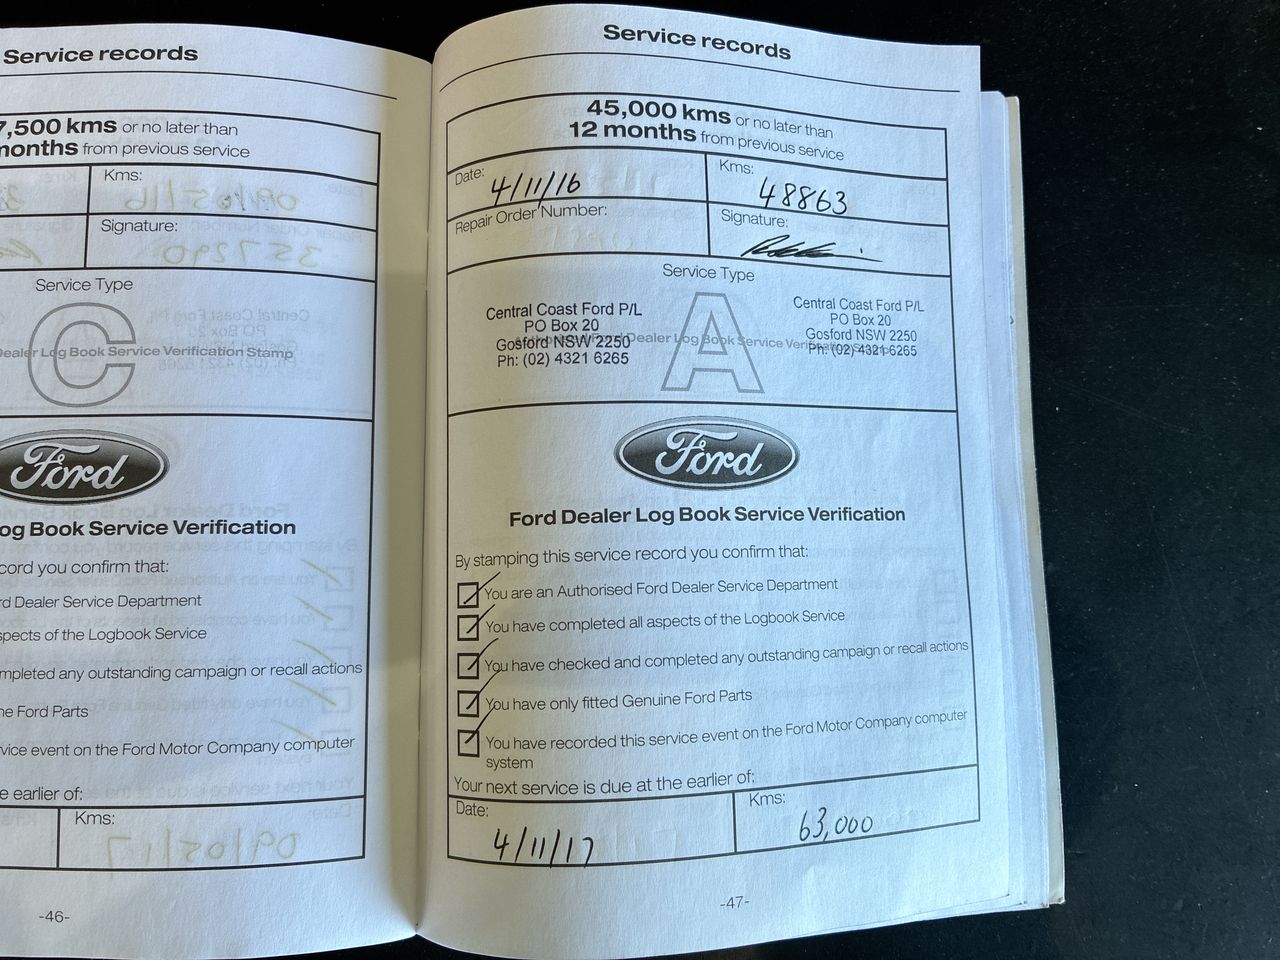 Service records
7,500 kms or no later than
months from previous service
Kms:
Signature:
Service Type
C
Dealer Log Book Service Verification Stamp
Ford
og Book Service Verification
cord you confirm that:
rd Dealer Service Department
spects of the Logbook Service
mpleted any outstanding campaign or recall actions
ne Ford Parts
vice event on the Ford Motor Company computer
e earlier of:
Kms:
-46-
Service records
45,000 kms or no later than
12 months from previous service
Date: 4/11/16
Kms: 48863
Repair Order Number:
Signature:
Service Type
A
Central Coast Ford P/L
PO Box 20
Gosford NSW 2250
Ph: (02) 4321 6265
Central Coast Ford P/L
PO Box 20
Gosford NSW 2250
Ph: (02) 4321 6265
Ford Dealer Log Book Service
Ford
Ford Dealer Log Book Service Verification
By stamping this service record you confirm that:
You are an Authorised Ford Dealer Service Department
You have completed all aspects of the Logbook Service
You have checked and completed any outstanding campaign or recall actions
You have only fitted Genuine Ford Parts
You have recorded this service event on the Ford Motor Company computer
system
Your next service is due at the earlier of:
Date: 4/11/17
Kms: 63,000
-47-